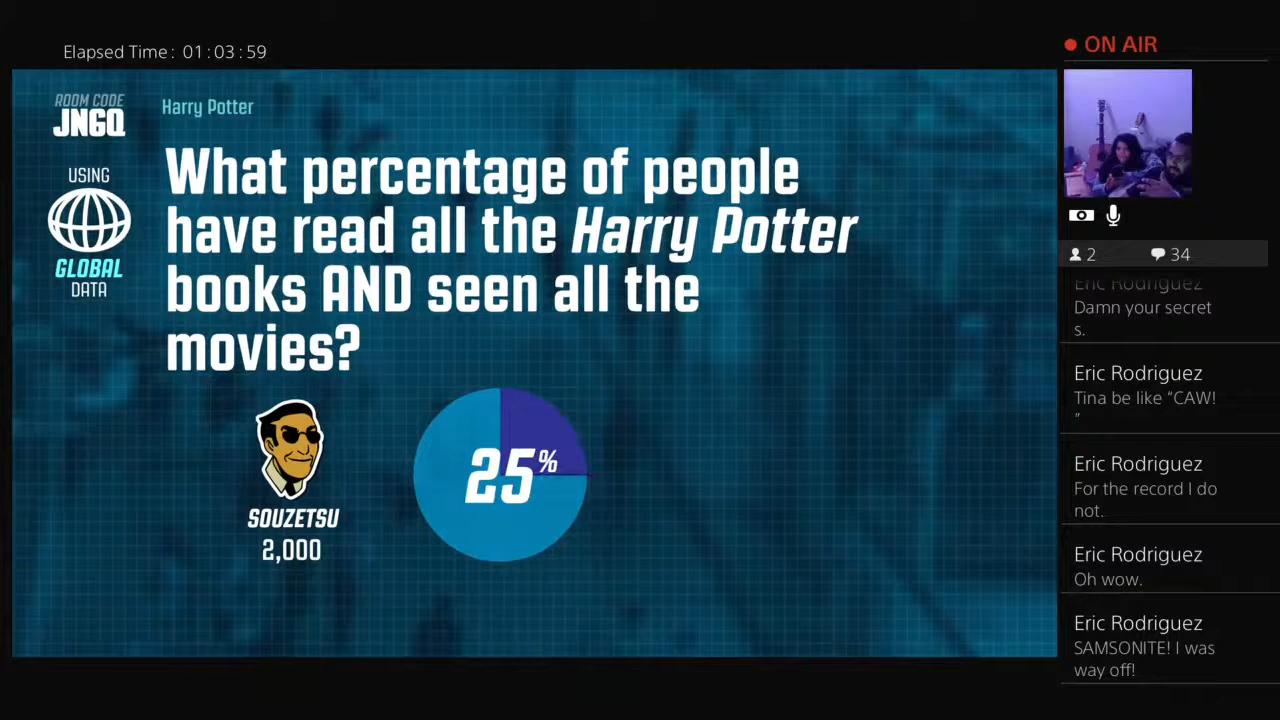 Elapsed Time: 01:03:59
ON AIR
ROOM CODE
JNGQ
Harry Potter
USING
GLOBAL
DATA
What percentage of people
have read all the Harry Potter
books AND seen all the
movies?
25%
SOUZETSU
2,000
2
34
Eric Rodriguez
Damn your secret
s.
Eric Rodriguez
Tina be like “CAW!
”
Eric Rodriguez
For the record I do
not.
Eric Rodriguez
Oh wow.
Eric Rodriguez
SAMSONITE! I was
way off!